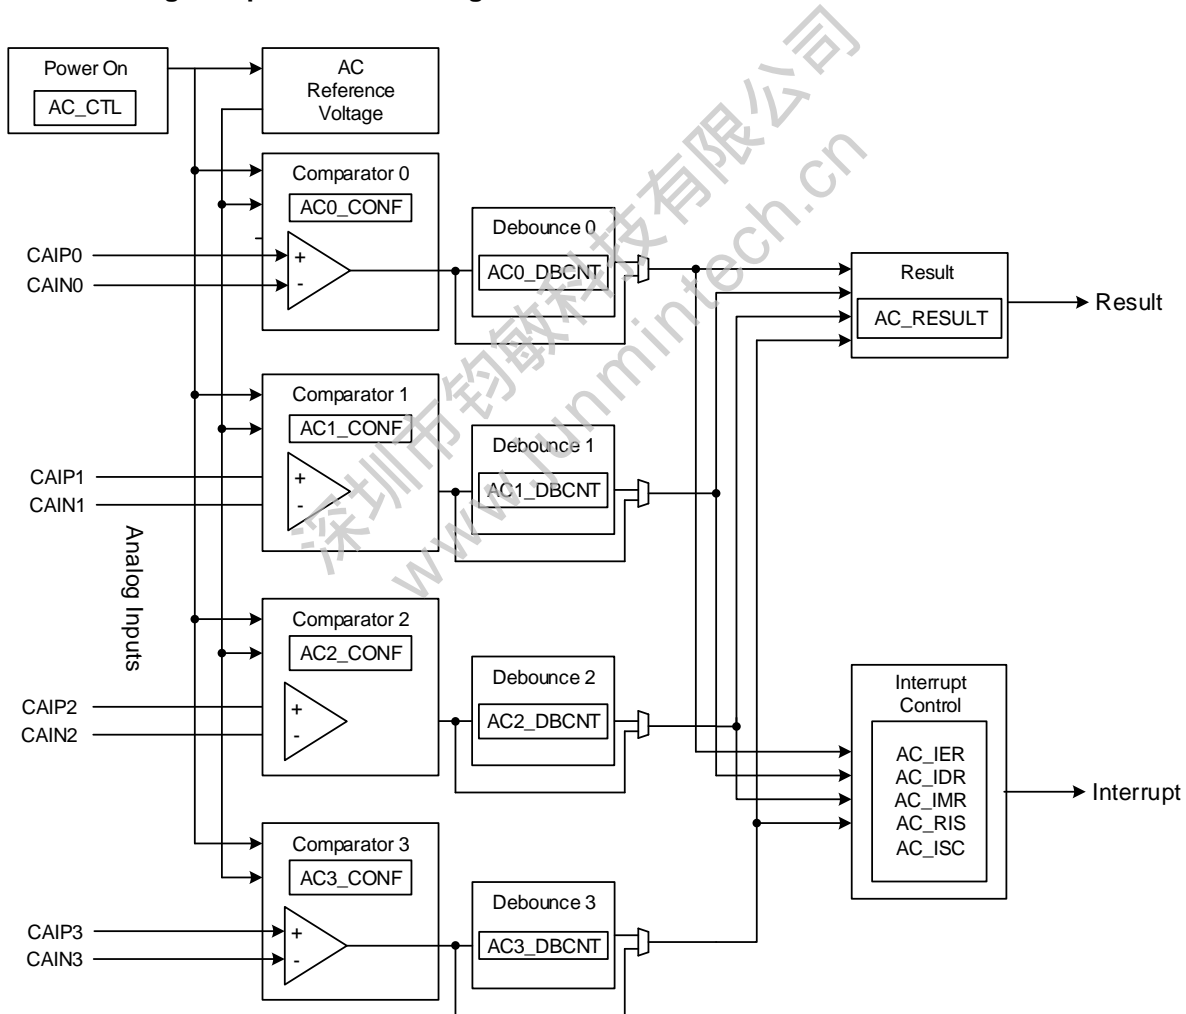 Power On
AC_CTL
AC
Reference
Voltage
Comparator 0
AC0_CONF
+
-
CAIP0
CAIN0
Debounce 0
AC0_DBCNT
Result
AC_RESULT
Result
Comparator 1
AC1_CONF
+
-
CAIP1
CAIN1
Debounce 1
AC1_DBCNT
Analog Inputs
Comparator 2
AC2_CONF
+
-
CAIP2
CAIN2
Debounce 2
AC2_DBCNT
Interrupt
Control
AC_IER
AC_IDR
AC_IMR
AC_RIS
AC_ISC
Interrupt
Comparator 3
AC3_CONF
+
-
CAIP3
CAIN3
Debounce 3
AC3_DBCNT
深圳市钧敏科技有限公司
www.junmintech.cn